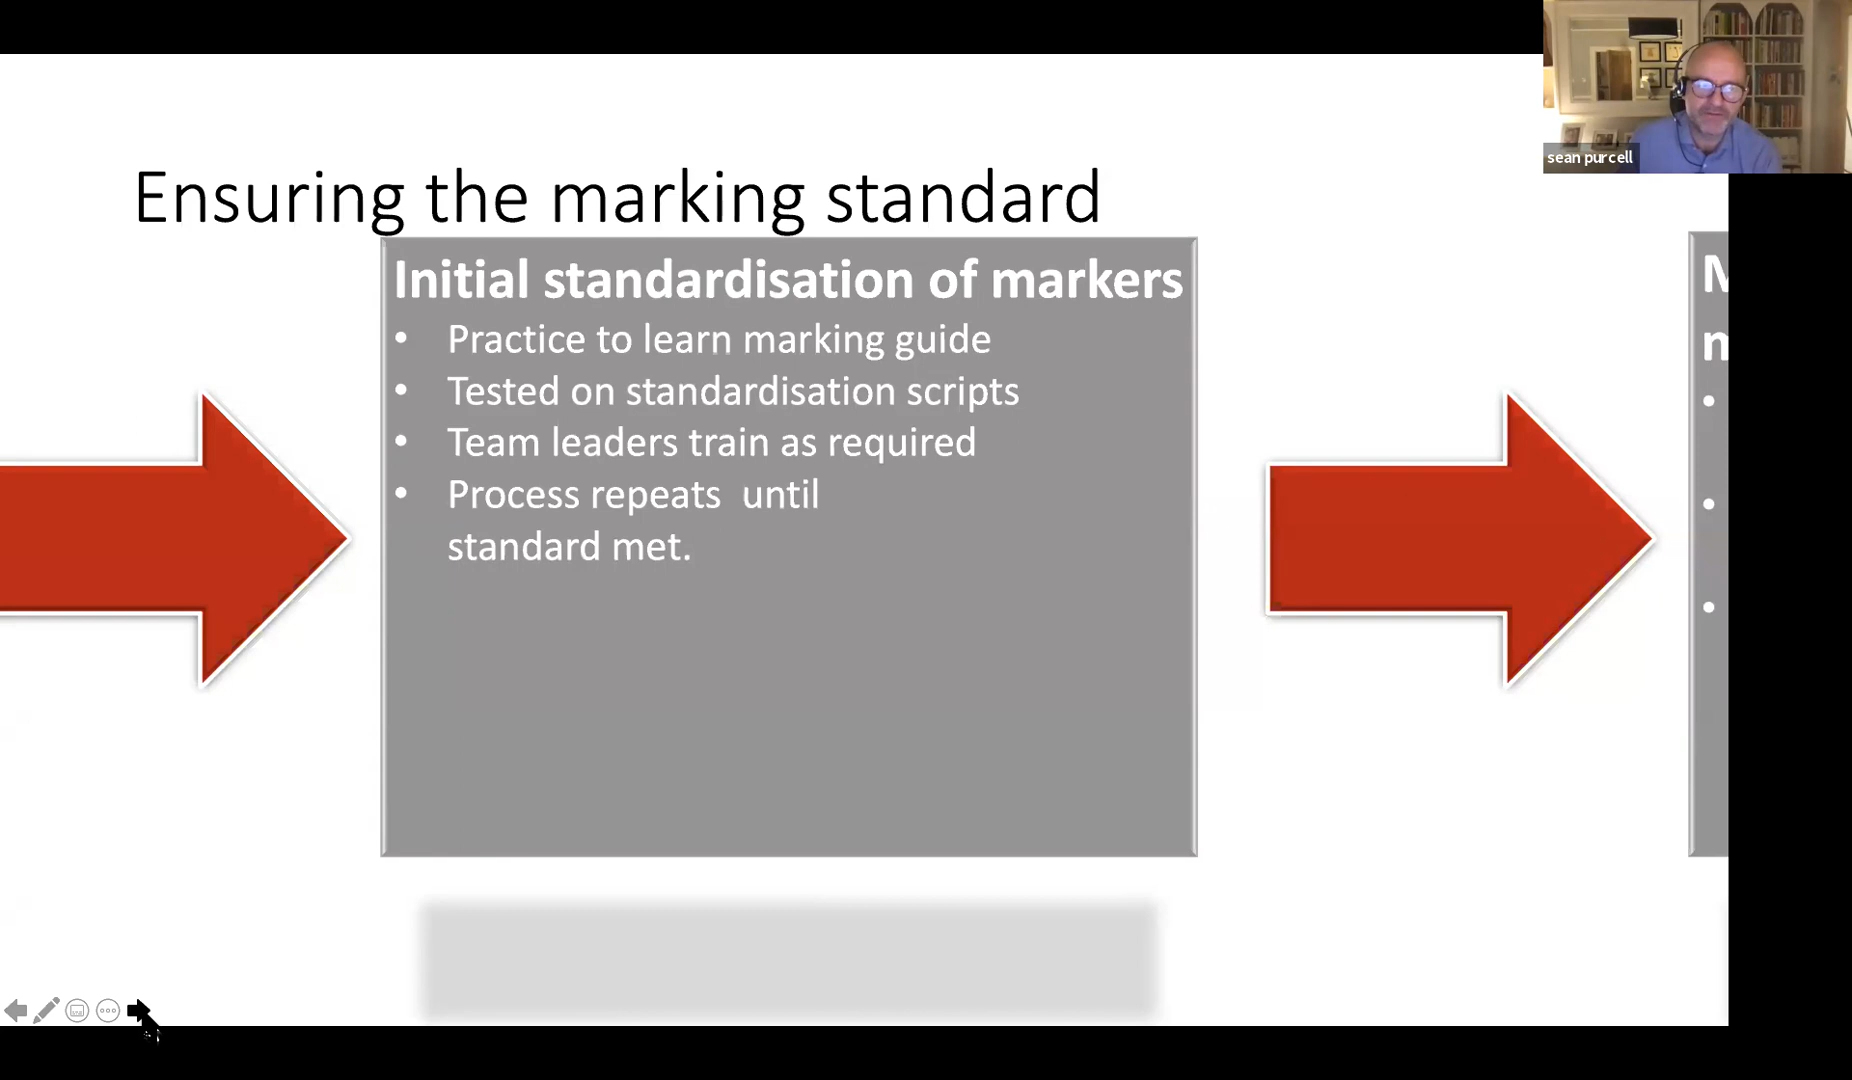 sean purcell
Ensuring the marking standard
Initial standardisation of markers
• Practice to learn marking guide
• Tested on standardisation scripts
• Team leaders train as required
• Process repeats  until
standard met.
M